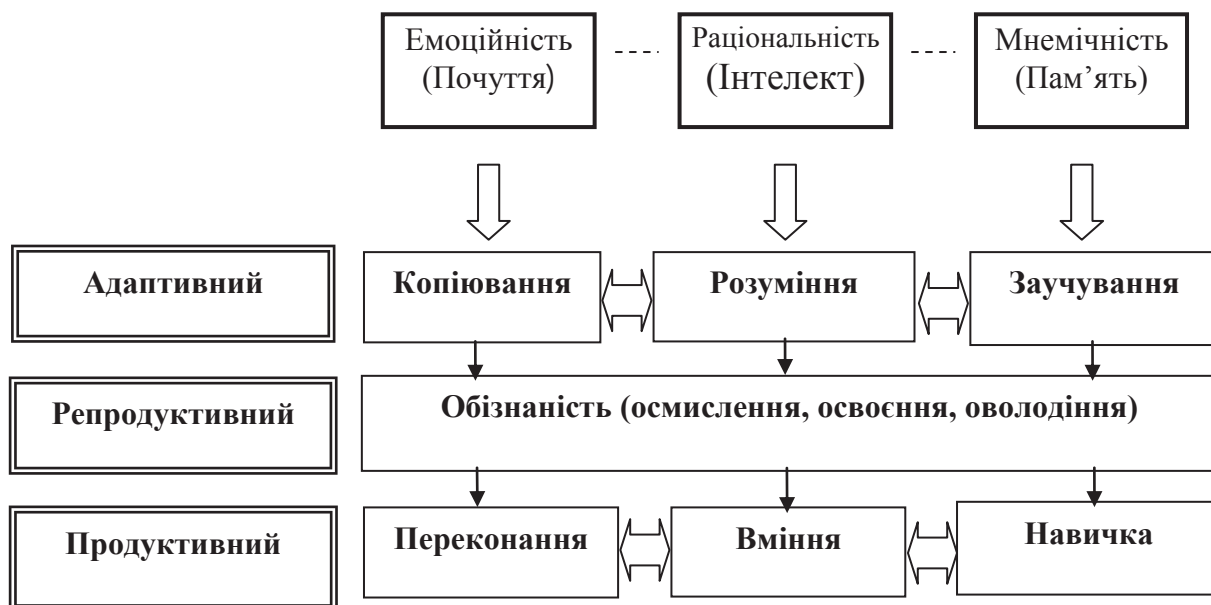 Емоційність
(Почуття)
Раціональність
(Інтелект)
Мнемічність
(Пам’ять)
Адаптивний
Копіювання
Розуміння
Заучування
Репродуктивний
Обізнаність (осмислення, освоєння, оволодіння)
Продуктивний
Переконання
Вміння
Навичка